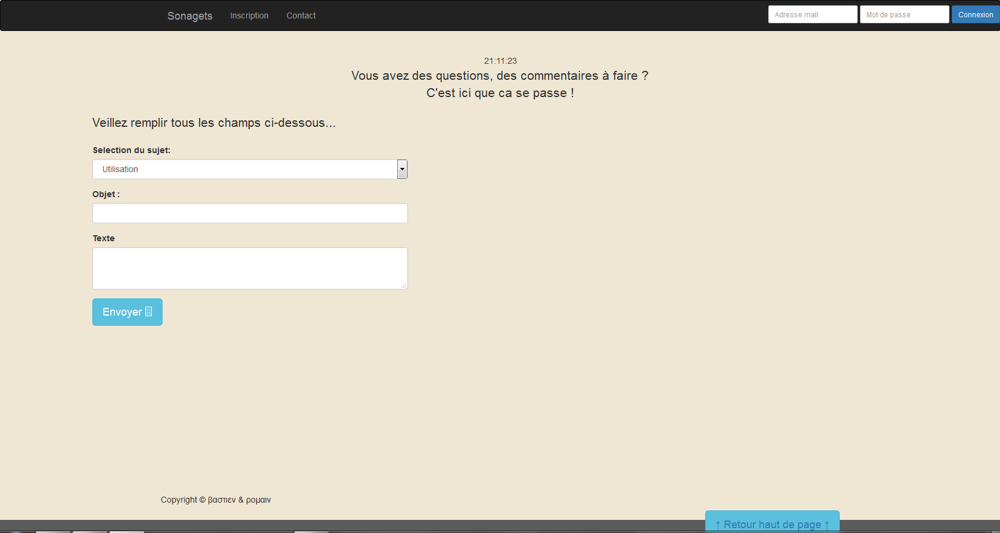 Sonagets Inscription Contact Adresse mail Mot de passe Connexion
21:11:23
Vous avez des questions, des commentaires à faire ?
C'est ici que ca se passe !
Veillez remplir tous les champs ci-dessous...
Selection du sujet:
Utilisation
Objet :
Texte
Envoyer
Copyright © βαστιεν & ρομαιν
↑ Retour haut de page ↑